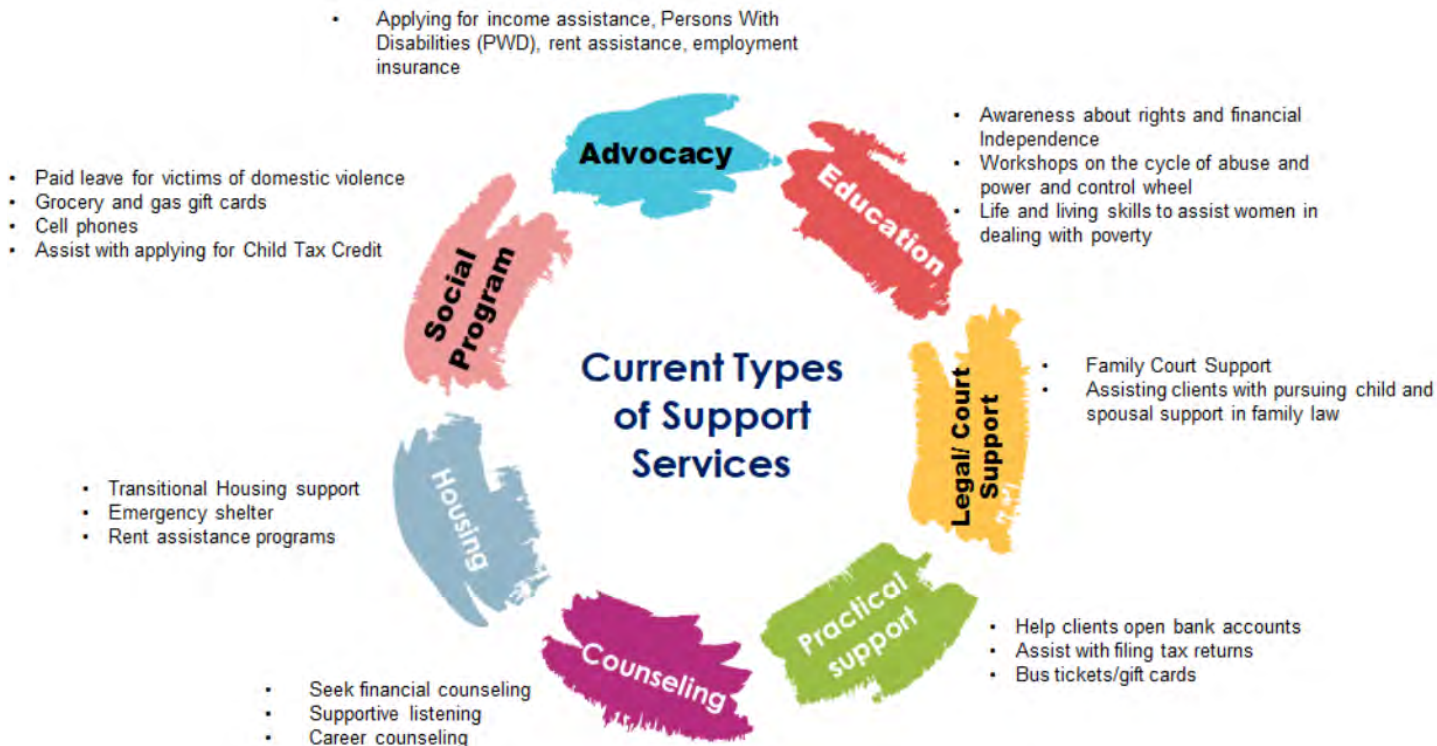 • Applying for income assistance, Persons With
Disabilities (PWD), rent assistance, employment
insurance
Advocacy
• Awareness about rights and financial
Independence
• Workshops on the cycle of abuse and
power and control wheel
• Life and living skills to assist women in
dealing with poverty
Education
• Paid leave for victims of domestic violence
• Grocery and gas gift cards
• Cell phones
• Assist with applying for Child Tax Credit
Social
Program
Current Types
of Support
Services
• Family Court Support
• Assisting clients with pursuing child and
spousal support in family law
Legal/ Court
Support
• Transitional Housing support
• Emergency shelter
• Rent assistance programs
Housing
Practical
support
• Help clients open bank accounts
• Assist with filing tax returns
• Bus tickets/gift cards
Counseling
• Seek financial counseling
• Supportive listening
• Career counseling